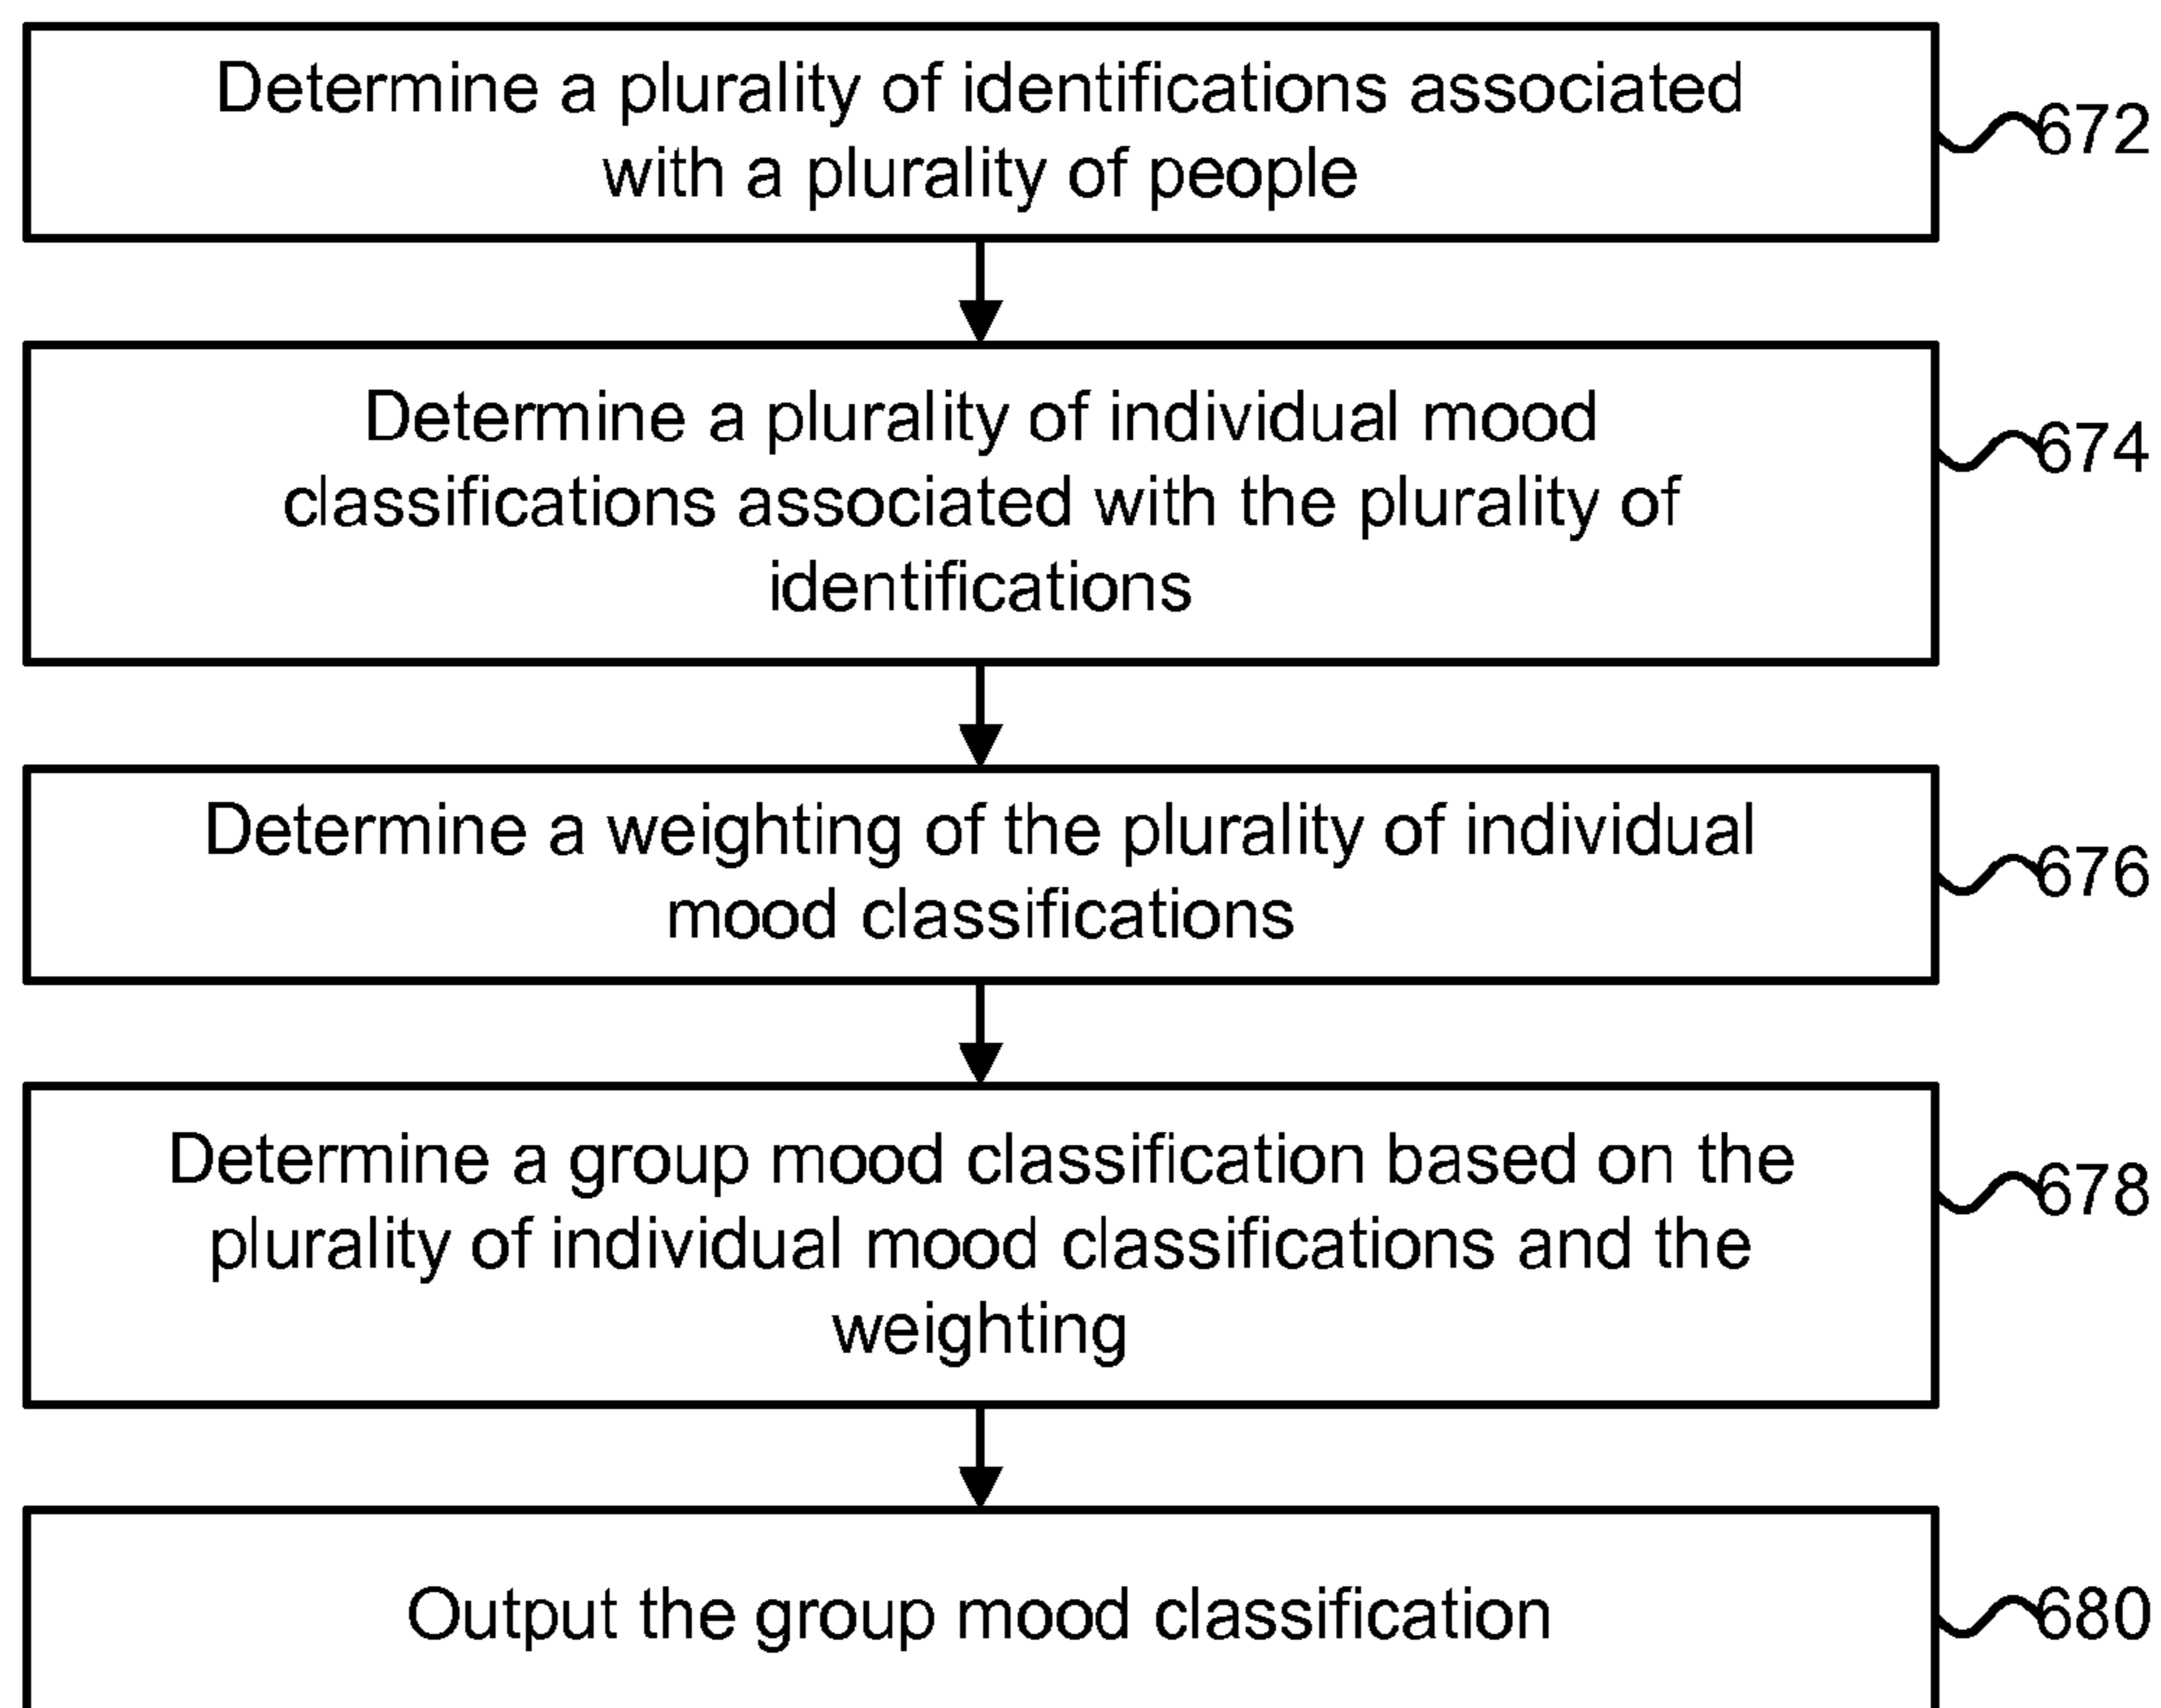 Determine a plurality of identifications associated
with a plurality of people
672
Determine a plurality of individual mood
classifications associated with the plurality of
identifications
674
Determine a weighting of the plurality of individual
mood classifications
676
Determine a group mood classification based on the
plurality of individual mood classifications and the
weighting
678
Output the group mood classification
680